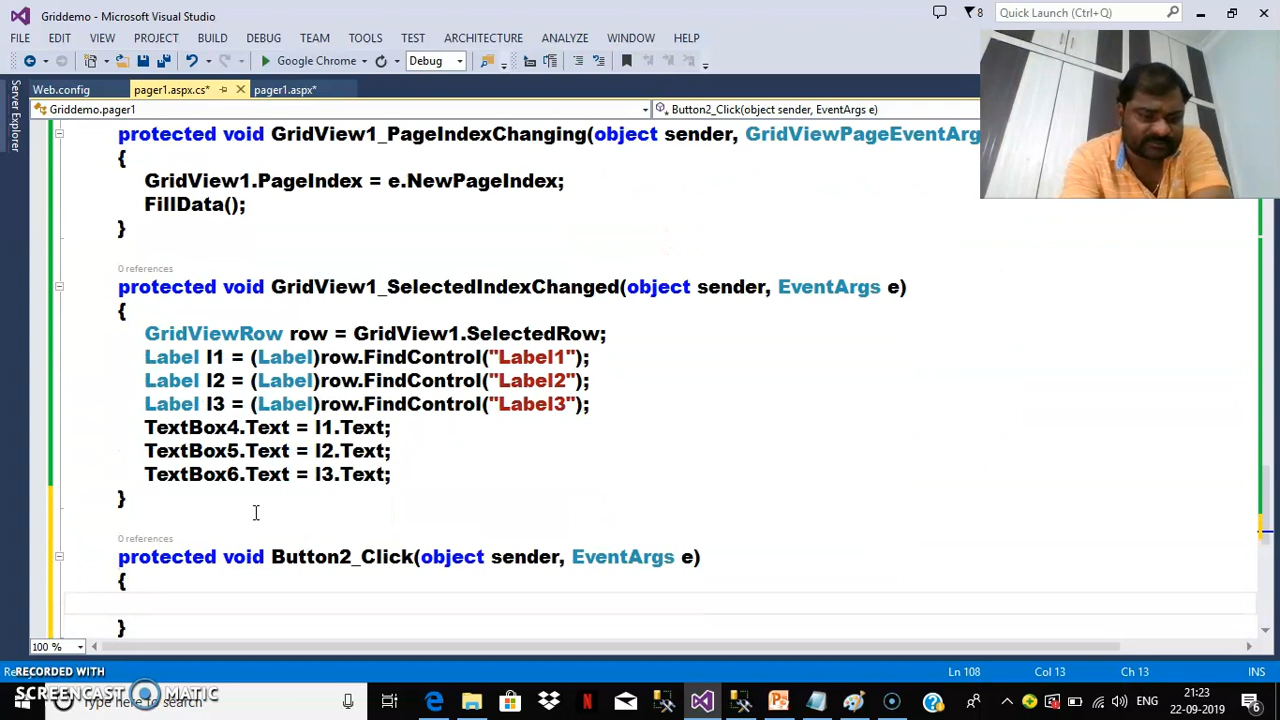 Griddemo - Microsoft Visual Studio
8
Quick Launch (Ctrl+Q)
FILE EDIT VIEW PROJECT BUILD DEBUG TEAM TOOLS TEST ARCHITECTURE ANALYZE WINDOW HELP
Google Chrome Debug
Server Explorer
Web.config pager1.aspx.cs* pager1.aspx*
Griddemo.pager1 Button2_Click(object sender, EventArgs e)
protected void GridView1_PageIndexChanging(object sender, GridViewPageEventArg
{
GridView1.PageIndex = e.NewPageIndex;
FillData();
}
0 references
protected void GridView1_SelectedIndexChanged(object sender, EventArgs e)
{
GridViewRow row = GridView1.SelectedRow;
Label l1 = (Label)row.FindControl("Label1");
Label l2 = (Label)row.FindControl("Label2");
Label l3 = (Label)row.FindControl("Label3");
TextBox4.Text = l1.Text;
TextBox5.Text = l2.Text;
TextBox6.Text = l3.Text;
}
0 references
protected void Button2_Click(object sender, EventArgs e)
{
}
100 %
Ln 108 Col 13 Ch 13 INS
RECORDED WITH
SCREENCAST MATIC
Type here to search
ENG
21:23
22-09-2019
6